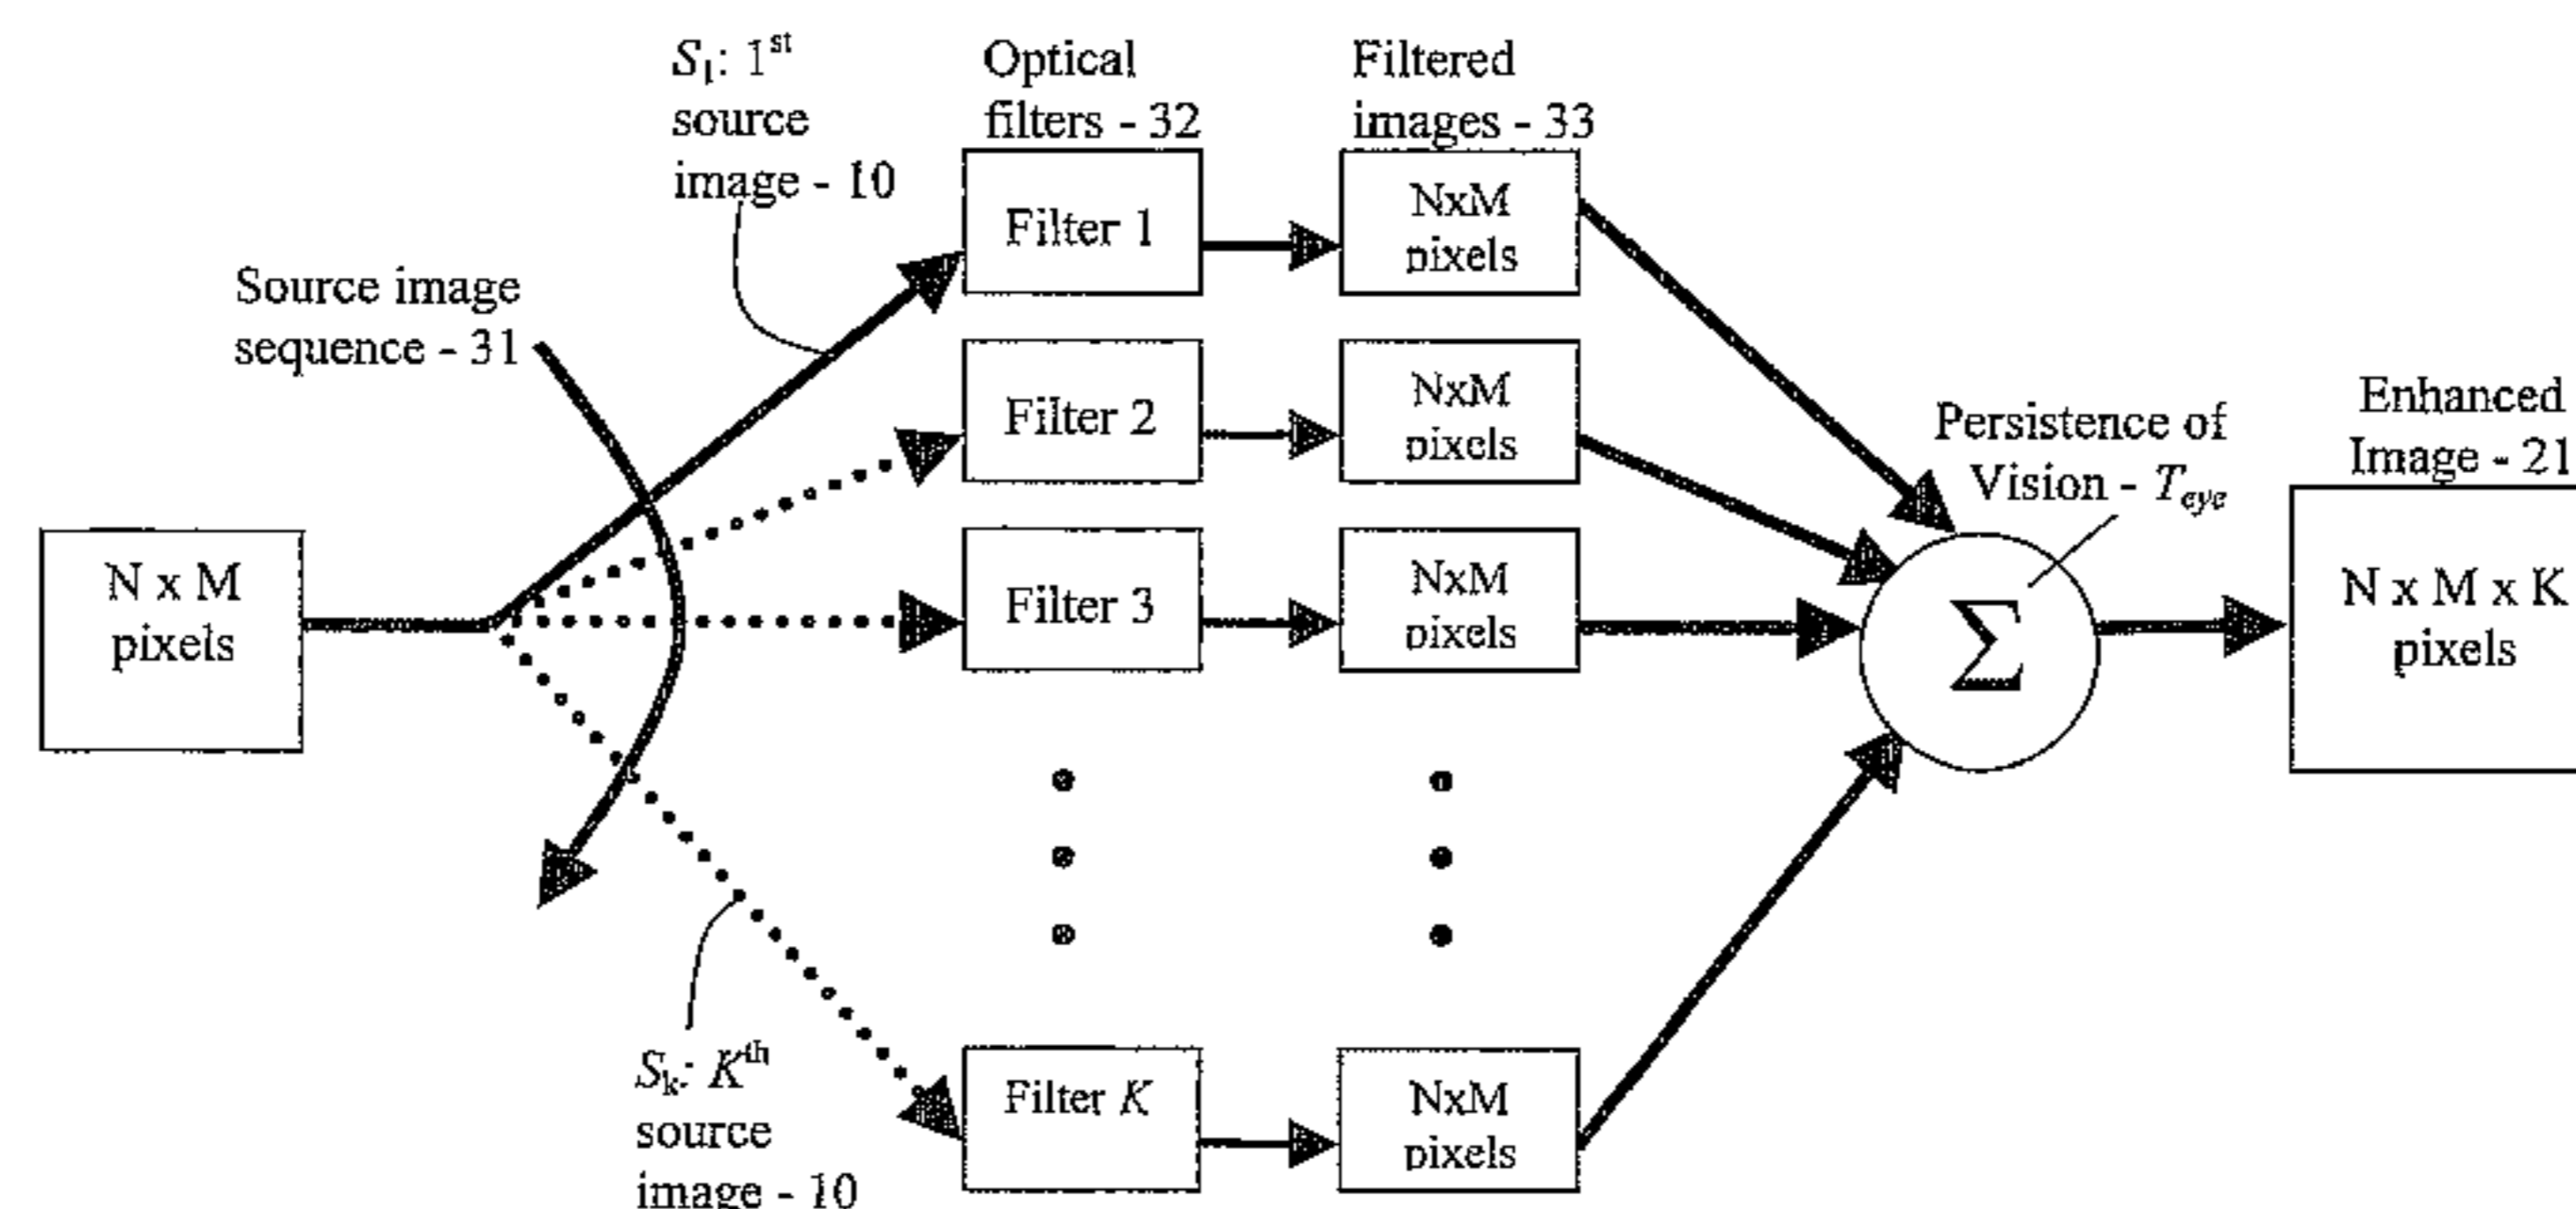 S1: 1st
source
image - 10
Optical
filters - 32
Filtered
images - 33
Source image
sequence - 31
N x M
pixels
Filter 1
NxM
pixels
Filter 2
NxM
pixels
Filter 3
NxM
pixels
Persistence of
Vision - Teye
Σ
Enhanced
Image - 21
N x M x K
pixels
Sk: Kth
source
image - 10
Filter K
NxM
pixels